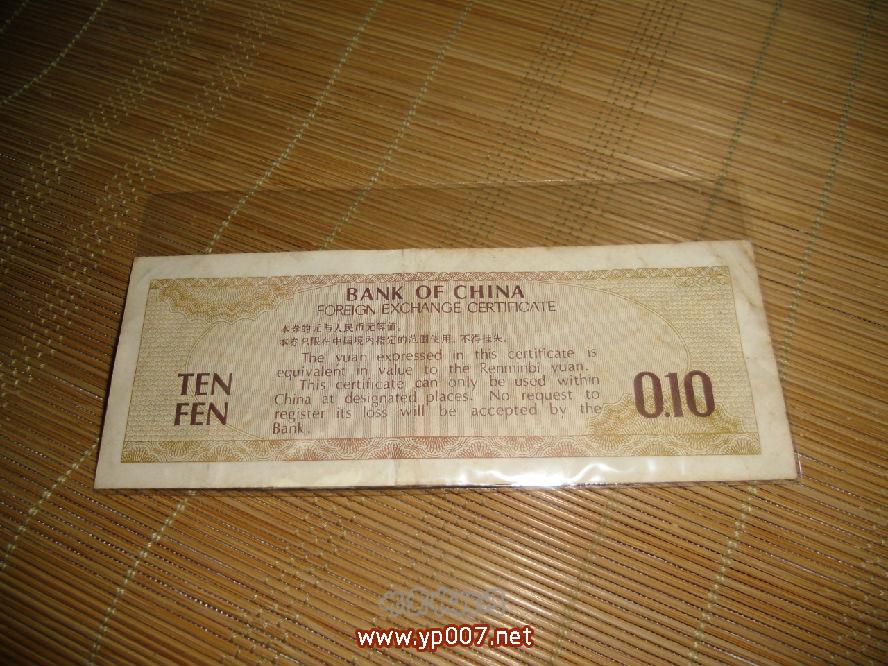 BANK OF CHINA
FOREIGN EXCHANGE CERTIFICATE
本券的元与人民币元等值。
本券只限在中国境内指定的范围使用，不得挂失。
The yuan expressed in this certificate is
equivalent in value to the Renminbi yuan.
This certificate can only be used within
China at designated places. No request to
register its loss will be accepted by the
Bank.
TEN
FEN
0.10
www.yp007.net